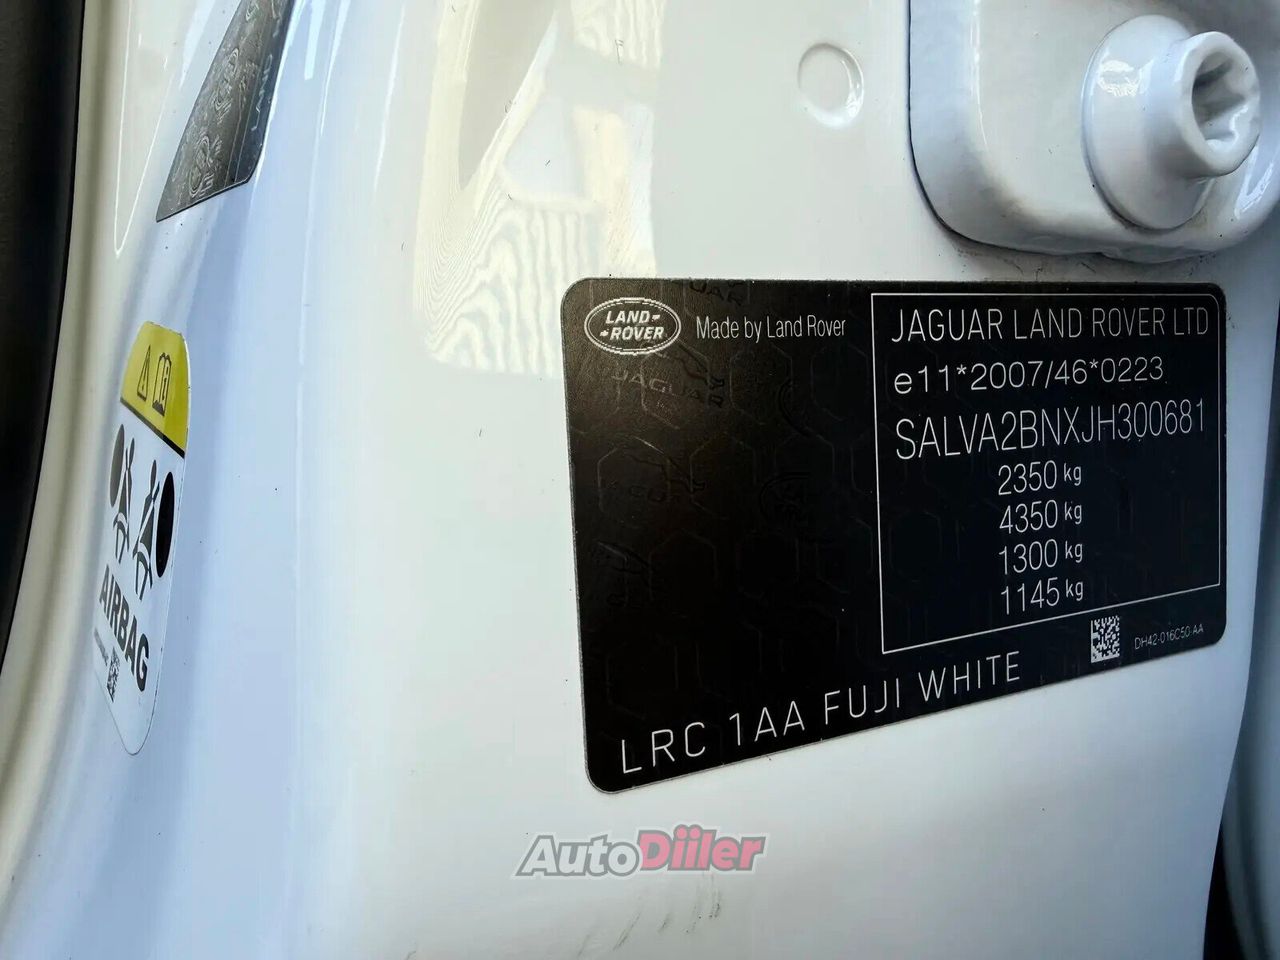 LAND-
ROVER
Made by Land Rover
JAGUAR LAND ROVER LTD
e11*2007/46*0223
SALVA2BNXJH300681
2350 kg
4350 kg
1300 kg
1145 kg
DH42-016C50-AA
LRC 1AA FUJI WHITE
AIRBAG
JAGUAR
AutoDiiler